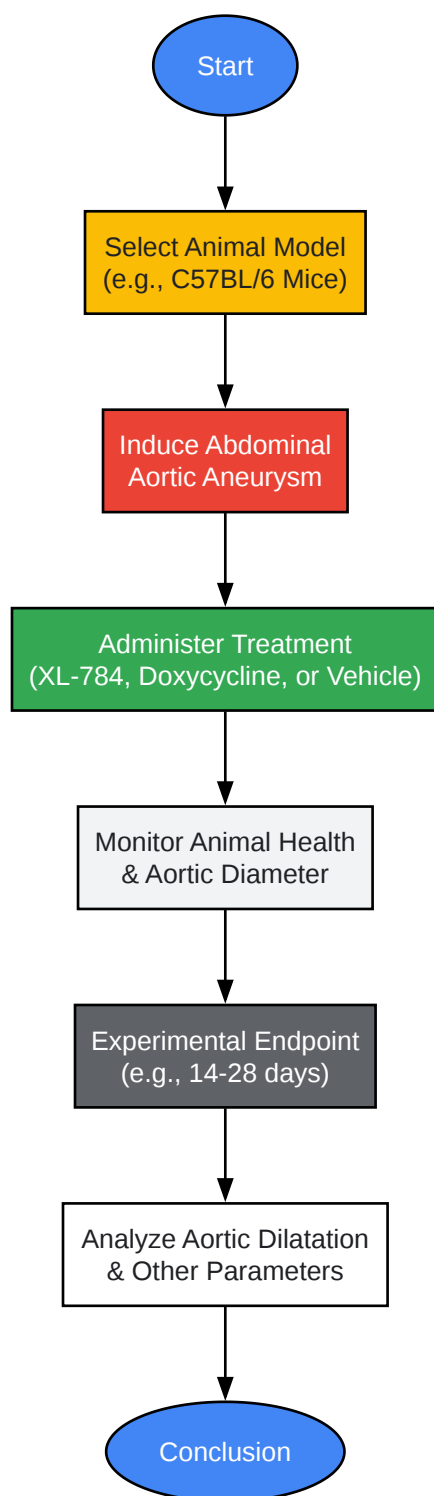 Start
Select Animal Model
(e.g., C57BL/6 Mice)
Induce Abdominal
Aortic Aneurysm
Administer Treatment
(XL-784, Doxycycline, or Vehicle)
Monitor Animal Health
& Aortic Diameter
Experimental Endpoint
(e.g., 14-28 days)
Analyze Aortic Dilatation
& Other Parameters
Conclusion